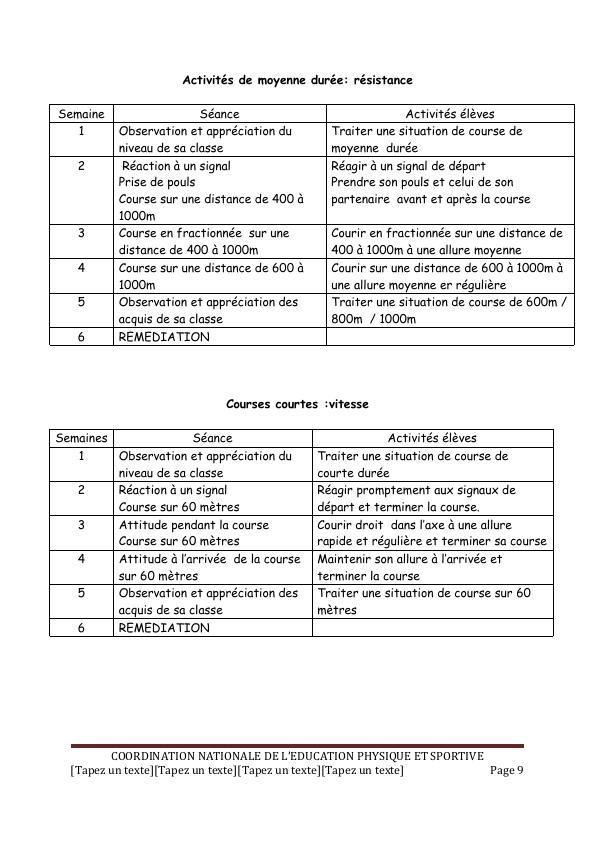 Activités de moyenne durée: résistance
Semaine Séance Activités élèves
1 Observation et appréciation du Traiter une situation de course de
niveau de sa classe moyenne durée
2 Réaction à un signal Réagir à un signal de départ
Prise de pouls Prendre son pouls et celui de son
Course sur une distance de 400 à partenaire avant et après la course
1000m
3 Course en fractionnée sur une Courir en fractionnée sur une distance de
distance de 400 à 1000m 400 à 1000m à une allure moyenne
4 Course sur une distance de 600 à Courir sur une distance de 600 à 1000m à
1000m une allure moyenne er régulière
5 Observation et appréciation des Traiter une situation de course de 600m /
acquis de sa classe 800m / 1000m
6 REMEDIATION
Courses courtes :vitesse
Semaines Séance Activités élèves
1 Observation et appréciation du Traiter une situation de course de
niveau de sa classe courte durée
2 Réaction à un signal Réagir promptement aux signaux de
Course sur 60 mètres départ et terminer la course.
3 Attitude pendant la course Courir droit dans l'axe à une allure
Course sur 60 mètres rapide et régulière et terminer sa course
4 Attitude à l'arrivée de la course Maintenir son allure à l'arrivée et
sur 60 mètres terminer la course
5 Observation et appréciation des Traiter une situation de course sur 60
acquis de sa classe mètres
6 REMEDIATION
COORDINATION NATIONALE DE L'EDUCATION PHYSIQUE ET SPORTIVE
[Tapez un texte][Tapez un texte][Tapez un texte][Tapez un texte] Page 9